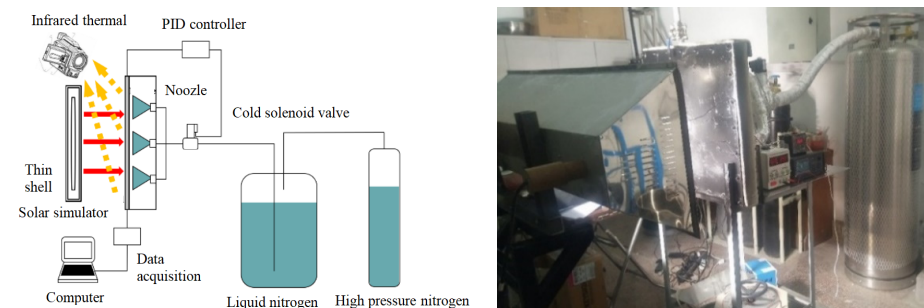 Infrared thermal
PID controller
Noozle
Cold solenoid valve
Thin
shell
Solar simulator
Data
acquisition
Computer
Liquid nitrogen
High pressure nitrogen